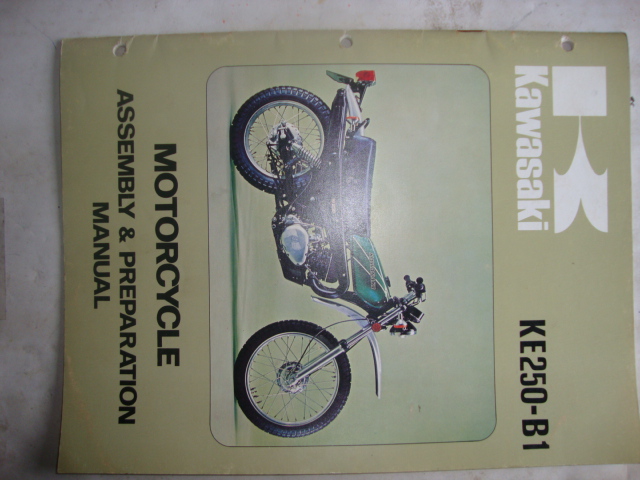 Kawasaki
KE250-B1
MOTORCYCLE
ASSEMBLY & PREPARATION
MANUAL